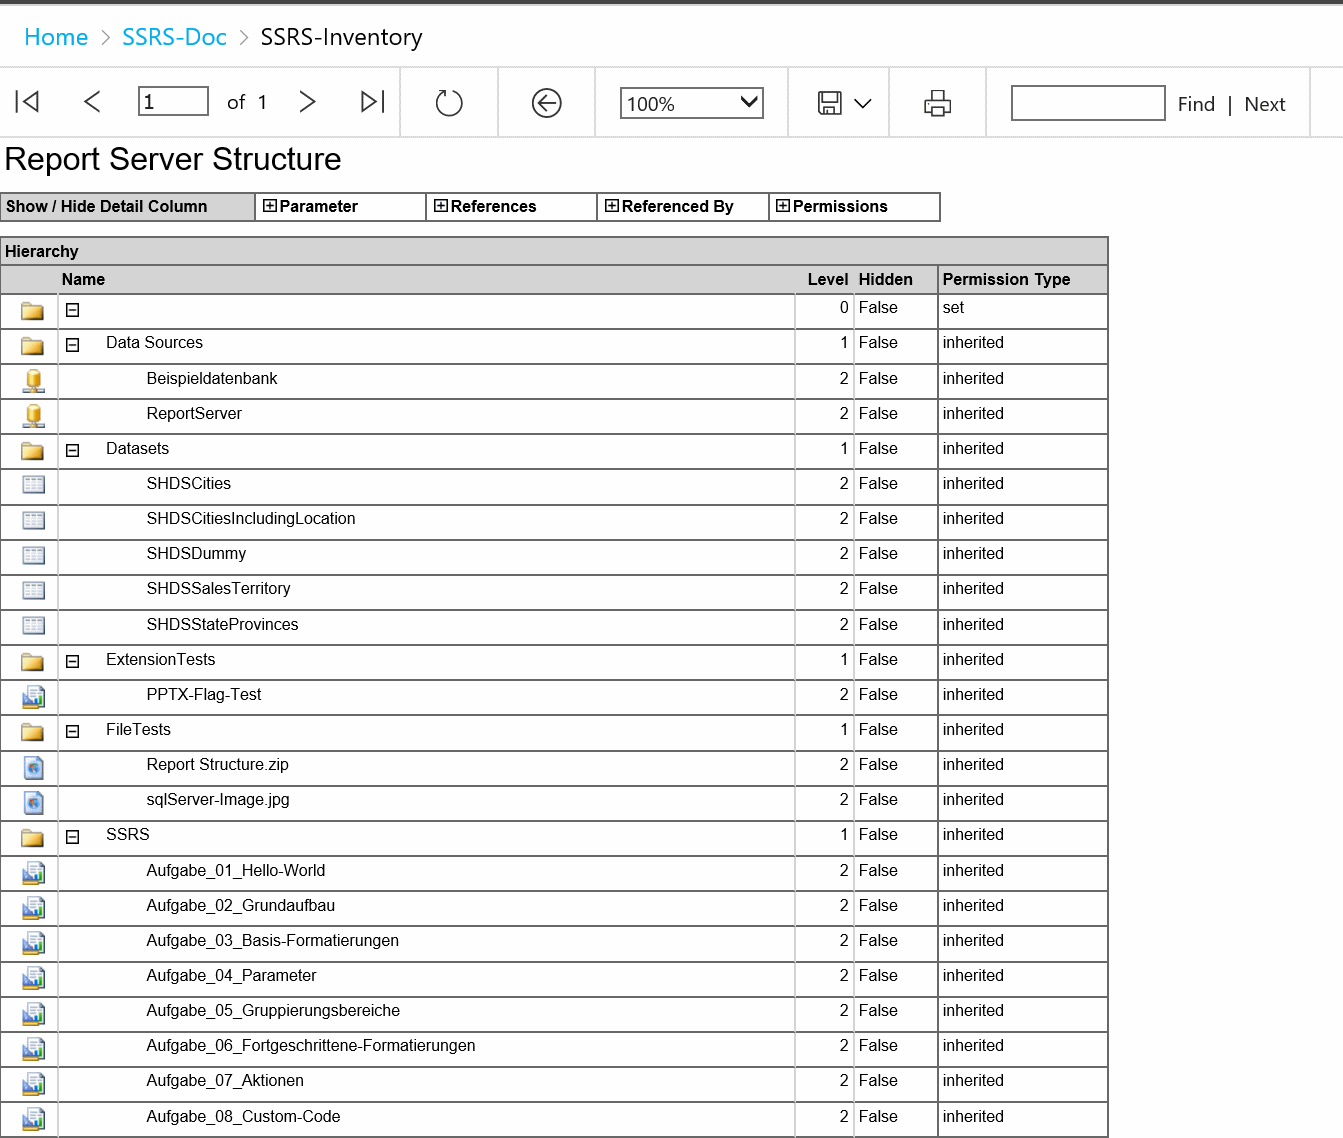 Home > SSRS-Doc > SSRS-Inventory
1 of 1 100% Find | Next
Report Server Structure
Show / Hide Detail Column Parameter References Referenced By Permissions
Hierarchy
Name Level Hidden Permission Type
0 False set
Data Sources 1 False inherited
Beispieldatenbank 2 False inherited
ReportServer 2 False inherited
Datasets 1 False inherited
SHDSCities 2 False inherited
SHDSCitiesIncludingLocation 2 False inherited
SHDSDummy 2 False inherited
SHDSSalesTerritory 2 False inherited
SHDSStateProvinces 2 False inherited
ExtensionTests 1 False inherited
PPTX-Flag-Test 2 False inherited
FileTests 1 False inherited
Report Structure.zip 2 False inherited
sqlServer-Image.jpg 2 False inherited
SSRS 1 False inherited
Aufgabe_01_Hello-World 2 False inherited
Aufgabe_02_Grundaufbau 2 False inherited
Aufgabe_03_Basis-Formatierungen 2 False inherited
Aufgabe_04_Parameter 2 False inherited
Aufgabe_05_Gruppierungsbereiche 2 False inherited
Aufgabe_06_Fortgeschrittene-Formatierungen 2 False inherited
Aufgabe_07_Aktionen 2 False inherited
Aufgabe_08_Custom-Code 2 False inherited